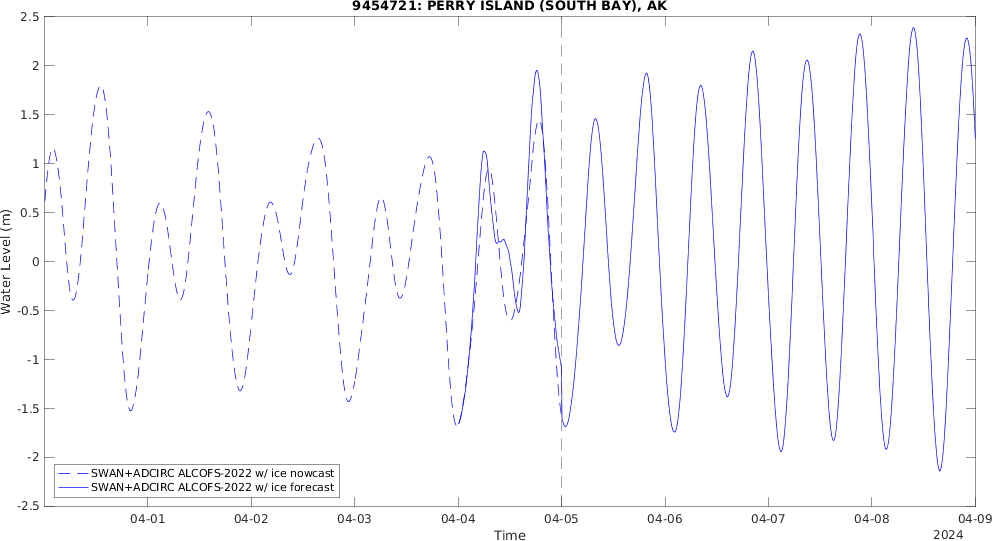 9454721: PERRY ISLAND (SOUTH BAY), AK
2.5
2
1.5
1
0.5
0
-0.5
-1
-1.5
-2
-2.5
Water Level (m)
SWAN+ADCIRC ALCOFS-2022 w/ ice nowcast
SWAN+ADCIRC ALCOFS-2022 w/ ice forecast
04-01 04-02 04-03 04-04 04-05 04-06 04-07 04-08 04-09
Time
2024